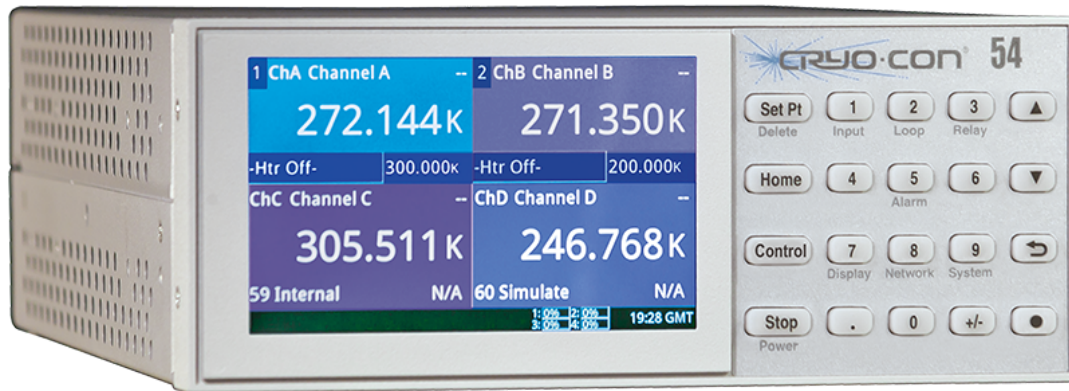 CRYO·CON® 54
1 ChA Channel A --
272.144K
-Htr Off- 300.000K
2 ChB Channel B --
271.350K
-Htr Off- 200.000K
ChC Channel C --
305.511K
59 Internal N/A
ChD Channel D --
246.768K
60 Simulate N/A
1: 0% 2: 0%
3: 0% 4: 0%
19:28 GMT
Set Pt 1 2 3 ▲
Delete Input Loop Relay
Home 4 5 6 ▼
Alarm
Control 7 8 9
Display Network System
Stop . 0 +/- ●
Power